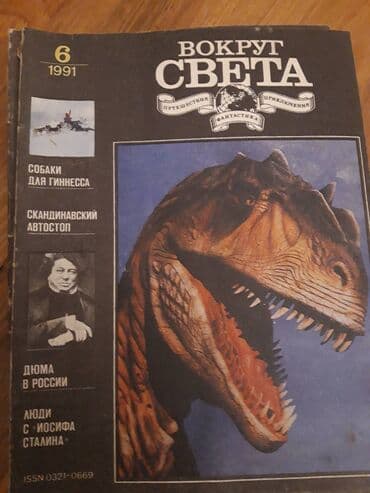 6
1991
ВОКРУГ
СВЕТА
ПУТЕШЕСТВИЯ
ПРИКЛЮЧЕНИЯ
ФАНТАСТИКА
СОБАКИ
ДЛЯ ГИННЕССА
СКАНДИНАВСКИЙ
АВТОСТОП
ДЮМА
В РОССИИ
ЛЮДИ
С «ИОСИФА
СТАЛИНА»
ISSN 0321-0669